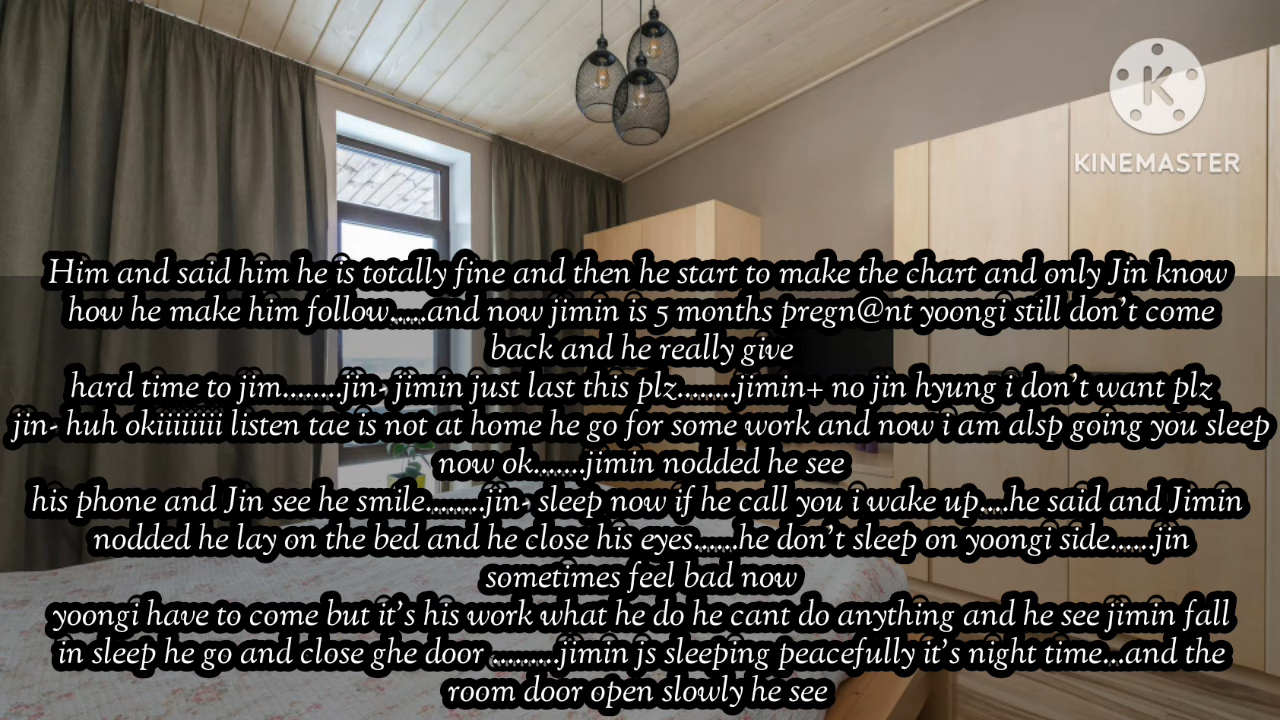 KINEMASTER
Him and said him he is totally fine and then he start to make the chart and only Jin know
how he make him follow......and now jimin is 5 months pregn@nt yoongi still don't come
back and he really give
hard time to jim........jin- jimin just last this plz........jimin+ no jin hyung i don't want plz
jin- huh okiiiiiiii listen tae is not at home he go for some work and now i am alsp going you sleep
now ok.......jimin nodded he see
his phone and Jin see he smile........jin- sleep now if he call you i wake up....he said and Jimin
nodded he lay on the bed and he close his eyes.......he don't sleep on yoongi side......jin
sometimes feel bad now
yoongi have to come but it's his work what he do he cant do anything and he see jimin fall
in sleep he go and close ghe door ..........jimin js sleeping peacefully it's night time...and the
room door open slowly he see